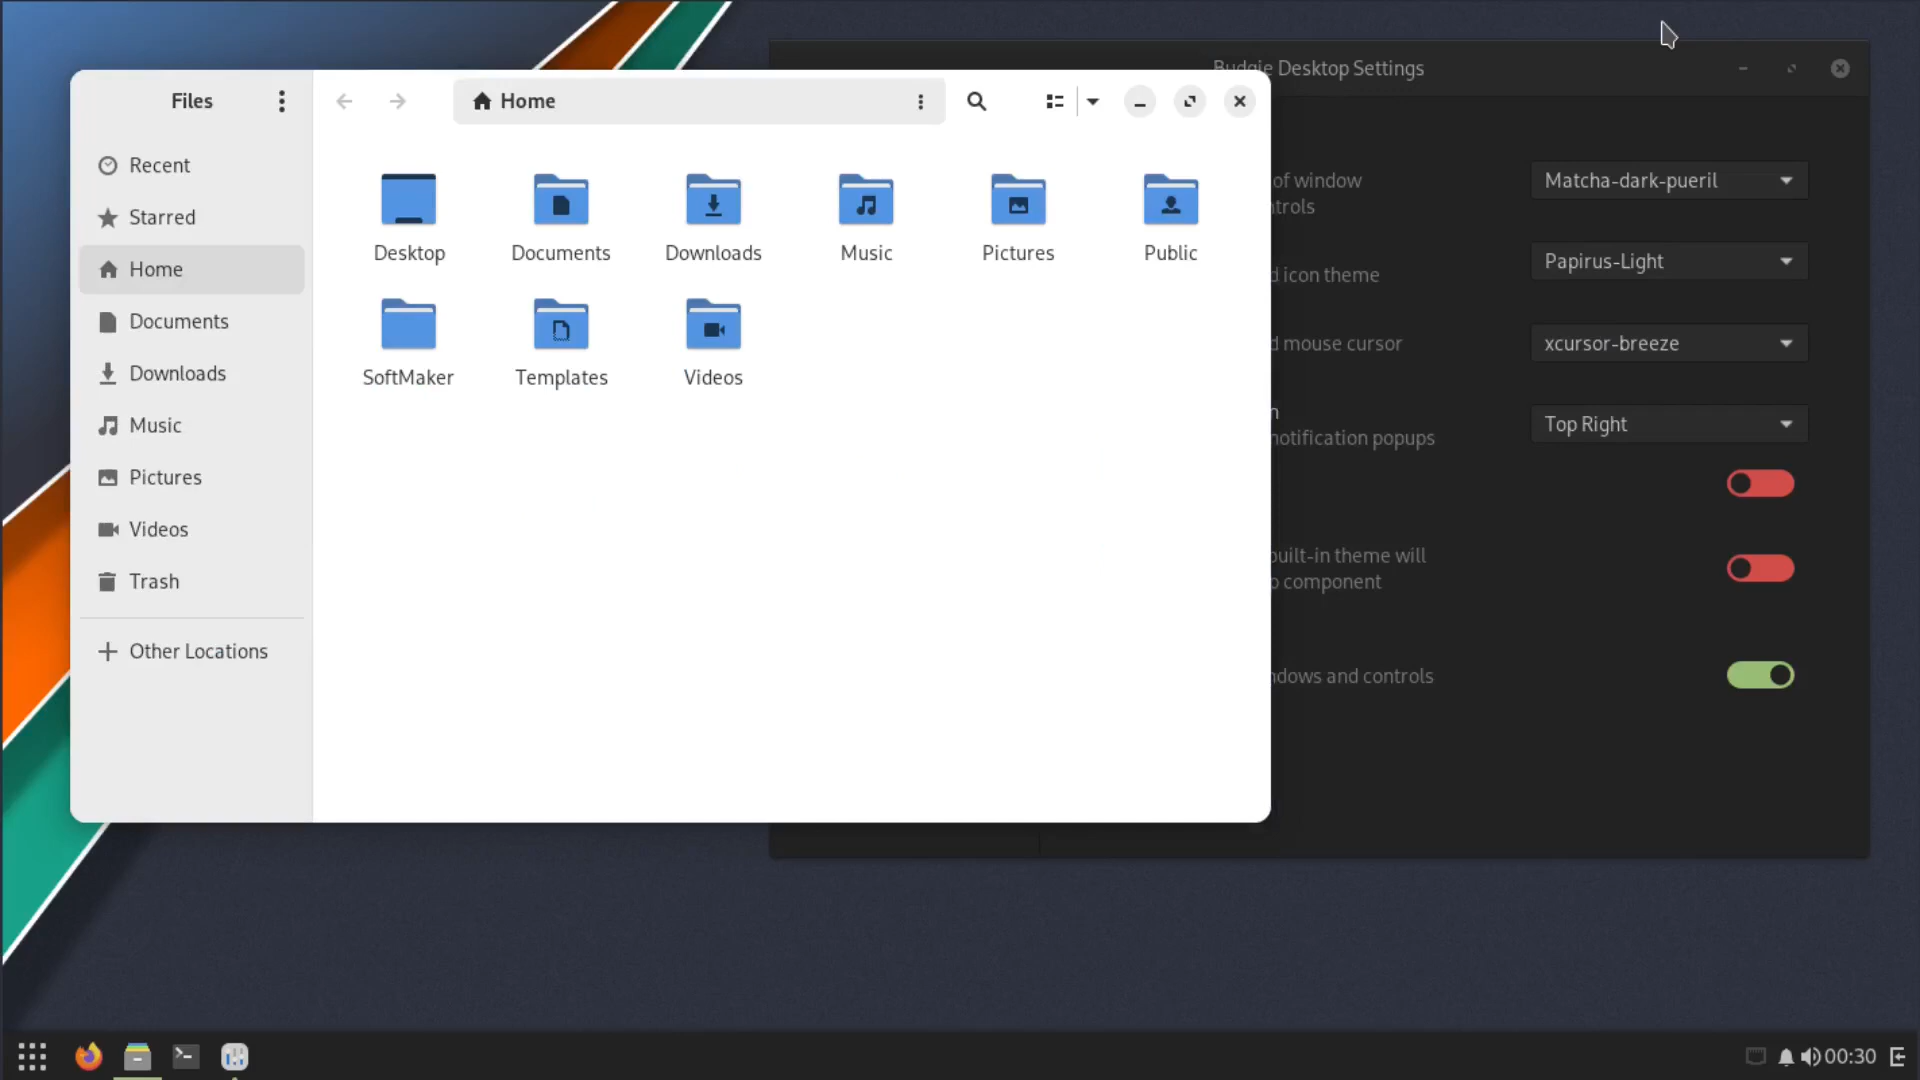 Budgie Desktop Settings
Files
Home
Recent
Starred
Home
Documents
Downloads
Music
Pictures
Videos
Trash
Other Locations
Desktop
Documents
Downloads
Music
Pictures
Public
SoftMaker
Templates
Videos
of window
Matcha-dark-pueril
icon theme
Papirus-Light
mouse cursor
xcursor-breeze
Top Right
notification popups
built-in theme will
component
and controls
00:30